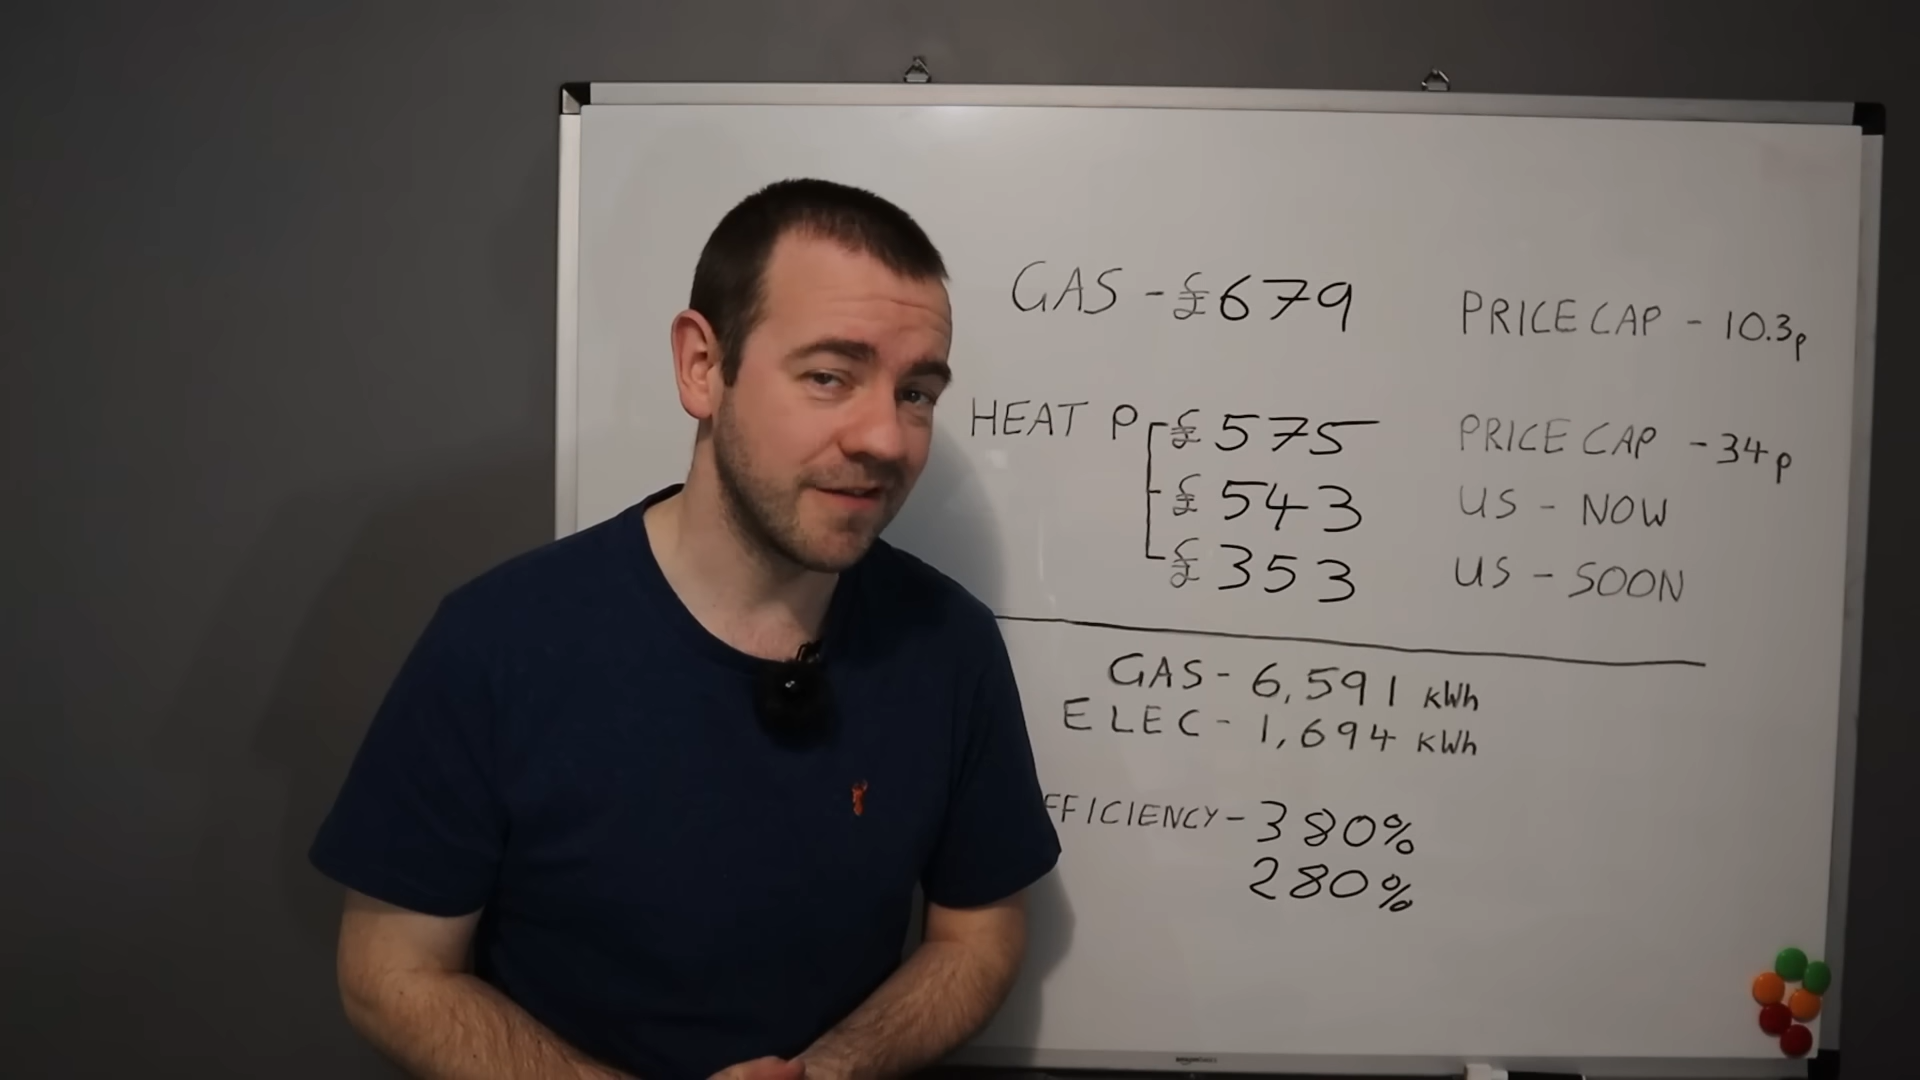 GAS - £679 PRICE CAP - 10.3p
HEAT P £575 PRICE CAP - 34p
£543 US - NOW
£353 US - SOON
GAS - 6,591 kWh
ELEC - 1,694 kWh
FFICIENCY - 380%
280%